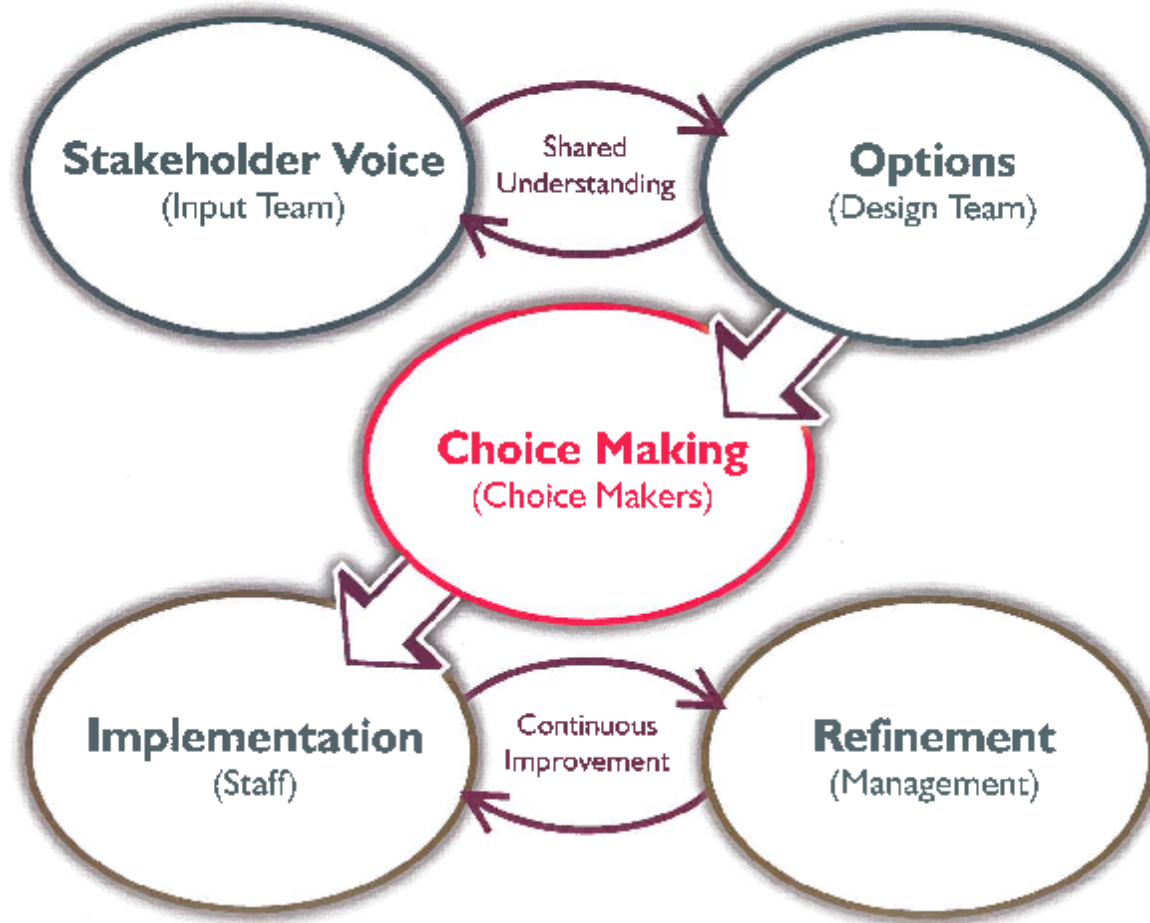 Stakeholder Voice
(Input Team)
Shared
Understanding
Options
(Design Team)
Choice Making
(Choice Makers)
Implementation
(Staff)
Continuous
Improvement
Refinement
(Management)